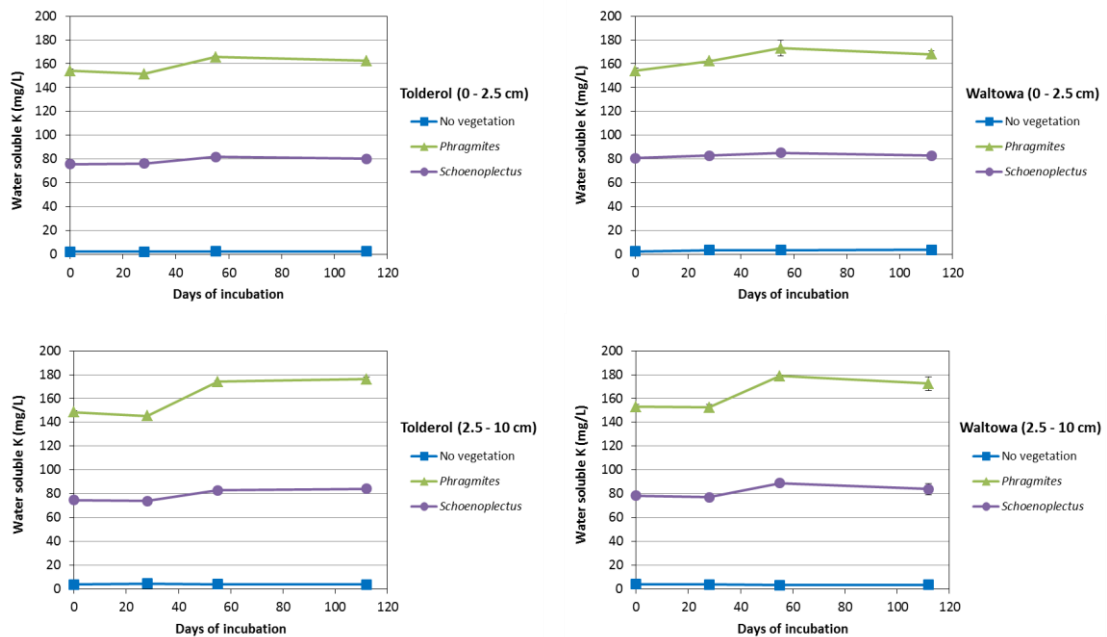 Water soluble K (mg/L)
200
180
160
140
120
100
80
60
40
20
0
0 20 40 60 80 100 120
Days of incubation
Tolderol (0 - 2.5 cm)
No vegetation
Phragmites
Schoenoplectus
Water soluble K (mg/L)
200
180
160
140
120
100
80
60
40
20
0
0 20 40 60 80 100 120
Days of incubation
Waltowa (0 - 2.5 cm)
No vegetation
Phragmites
Schoenoplectus
Water soluble K (mg/L)
200
180
160
140
120
100
80
60
40
20
0
0 20 40 60 80 100 120
Days of incubation
Tolderol (2.5 - 10 cm)
No vegetation
Phragmites
Schoenoplectus
Water soluble K (mg/L)
200
180
160
140
120
100
80
60
40
20
0
0 20 40 60 80 100 120
Days of incubation
Waltowa (2.5 - 10 cm)
No vegetation
Phragmites
Schoenoplectus